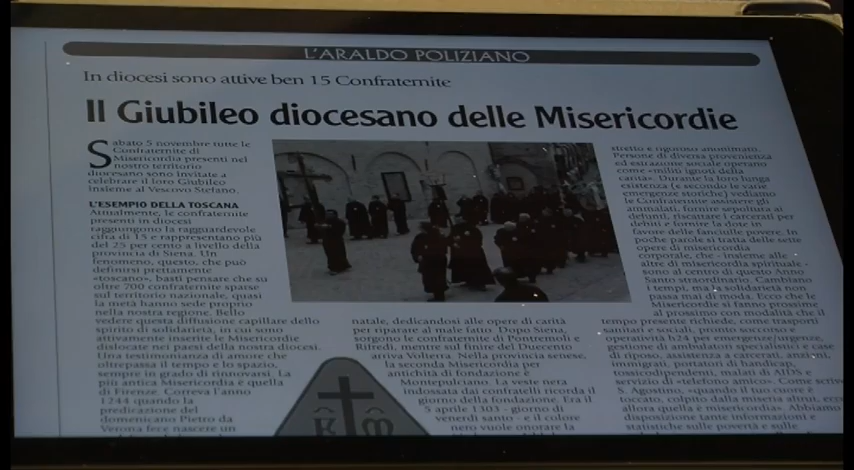 L'ARALDO POLIZIANO
In diocesi sono attive ben 15 Confraternite
Il Giubileo diocesano delle Misericordie
Sabato 5 novembre tutte le
Confraternite di
Misericordia presenti nel
nostro territorio
diocesano sono invitate a
celebrare il loro Giubileo
insieme al Vescovo Stefano.
L'ESEMPIO DELLA TOSCANA
Attualmente, le confraternite
presenti in diocesi
raggiungono la ragguardevole
cifra di 15 e rappresentano più
del 25 per cento a livello della
provincia di Siena. Un
fenomeno, questo, che può
definirsi prettamente
«toscano», basti pensare che su
oltre 700 confraternite sparse
sul territorio nazionale, quasi
la metà hanno sede proprio
nella nostra regione. Bello
vedere questa diffusione capillare dello
spirito di solidarietà, in cui sono
attivamente inserite le Misericordie
dislocate nei paesi della nostra diocesi.
Una testimonianza di amore che
oltrepassa il tempo e lo spazio,
sempre in grado di rinnovarsi. La
più antica Misericordia è quella
di Firenze. Correva l'anno
1244 quando la
predicazione del
domenicano Pietro da
Verona fece nascere un
natale, dedicandosi alle opere di carità
per riparare al male fatto. Dopo Siena,
sorgono le confraternite di Pontremoli e
Rifredi, mentre sul finire del Duecento
arriva Volterra. Nella provincia senese,
la seconda Misericordia per
antichità di fondazione è
Montepulciano. La veste nera
indossata dai confratelli ricorda il
giorno della fondazione. Era il
5 aprile 1303 - giorno di
venerdì santo - e il colore
nero vuole onorare la
stretto e rigoroso anonimato.
Persone di diversa provenienza
ed estrazione sociale operano
come «militi ignoti della
carità». Durante la loro lunga
esistenza (e secondo le varie
emergenze storiche) vediamo
le Confraternite assistere gli
ammalati, fornire sepoltura ai
defunti, riscattare i carcerati per
debiti e fornire la dote in
favore delle fanciulle povere. In
poche parole si tratta delle sette
opere di misericordia
corporale, che - insieme alle
altre di misericordia spirituale -
sono al centro di questo Anno
Santo straordinario. Cambiano
i tempi, ma la solidarietà non
passa mai di moda. Ecco che le
Misericordie si fanno prossime
al prossimo con modalità che il
tempo presente richiede, come trasporti
sanitari e sociali, pronto soccorso e
operatività h24 per emergenze/urgenze,
gestione di ambulatori specialistici e case
di riposo, assistenza a carcerati, anziani,
immigrati, portatori di handicap,
tossicodipendenti, malati di AIDS e
servizio di «telefono amico». Come
S. Agostino, «quando il tuo cuore è
toccato, colpito dalla miseria altrui,
allora quella è misericordia». Abbiamo
disposizione tante informazioni e
statistiche sulle povertà e sulle